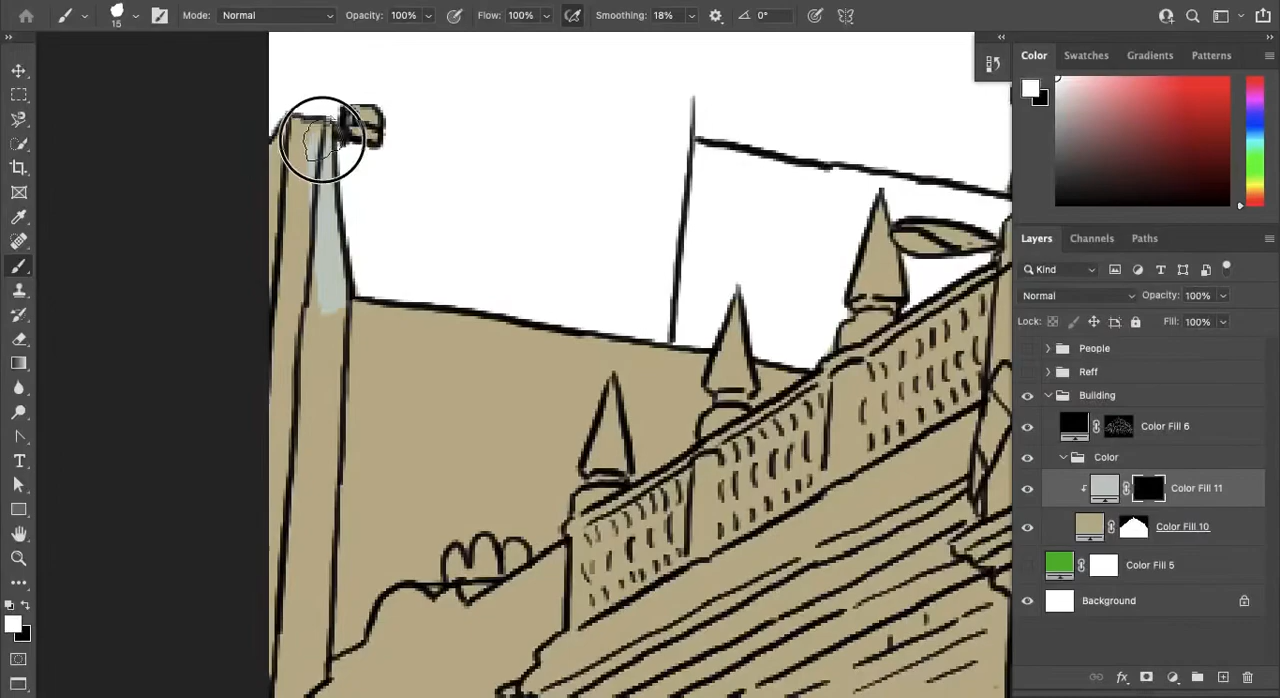 15 Mode: Normal Opacity: 100% Flow: 100% Smoothing: 18% 0°
Color Swatches Gradients Patterns
Layers Channels Paths
Kind
Normal Opacity: 100%
Lock: Fill: 100%
People
Reff
Building
Color Fill 6
Color
Color Fill 11
Color Fill 10
Color Fill 5
Background
fx